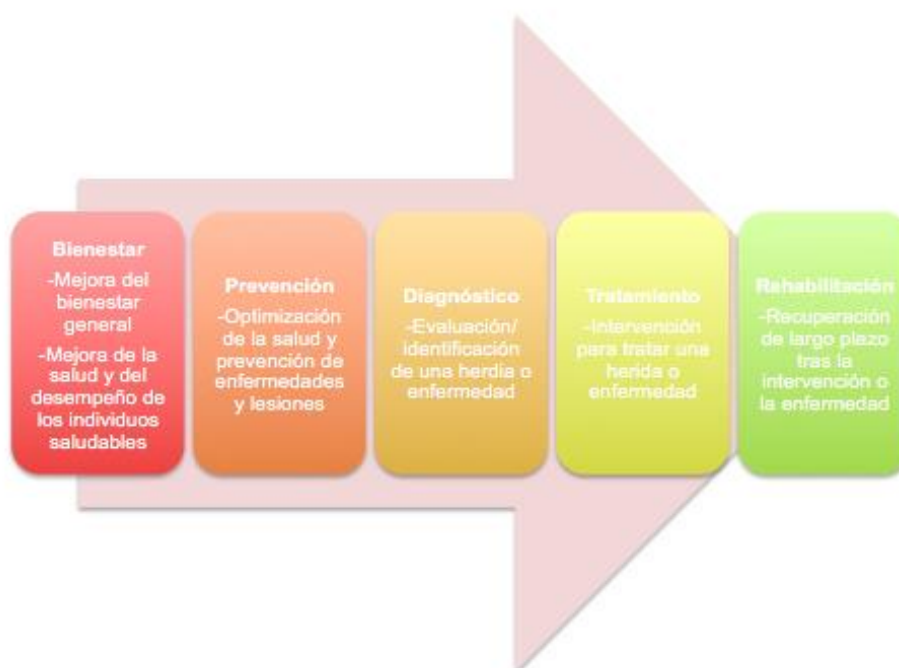 Bienestar
-Mejora del
bienestar
general
-Mejora de la
salud y del
desempeño de
los individuos
saludables
Prevención
-Optimización
de la salud y
prevención de
enfermedades
y lesiones
Diagnóstico
-Evaluación/
identificación
de una herdia o
enfermedad
Tratamiento
-Intervención
para tratar una
herida o
enfermedad
Rehabilitación
-Recuperación
de largo plazo
tras la
intervención o
la enfermedad